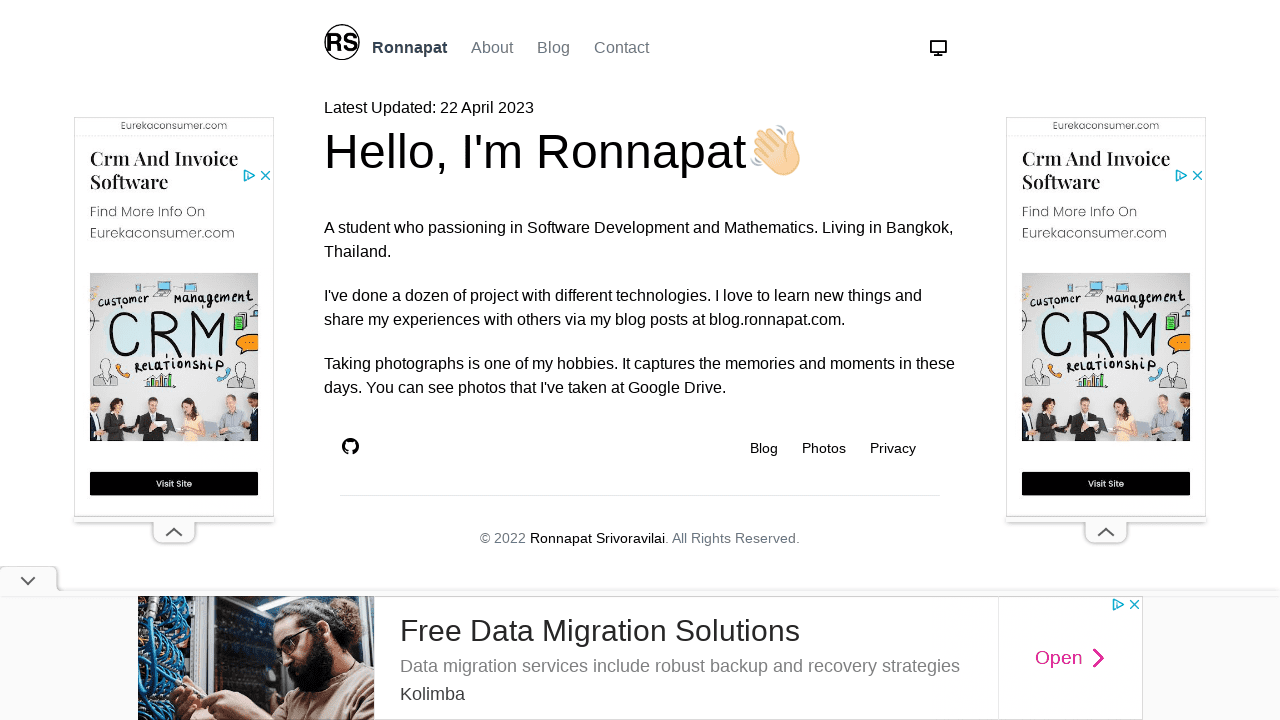 RS Ronnapat About Blog Contact
Latest Updated: 22 April 2023
Hello, I'm Ronnapat
A student who passioning in Software Development and Mathematics. Living in Bangkok,
Thailand.
I've done a dozen of project with different technologies. I love to learn new things and
share my experiences with others via my blog posts at blog.ronnapat.com.
Taking photographs is one of my hobbies. It captures the memories and moments in these
days. You can see photos that I've taken at Google Drive.
Blog Photos Privacy
© 2022 Ronnapat Srivoravilai. All Rights Reserved.
Eurekaconsumer.com
Crm And Invoice
Software
Find More Info On
Eurekaconsumer.com
CUSTOMER MANAGEMENT
CRM
RELATIONSHIP
Visit Site
Eurekaconsumer.com
Crm And Invoice
Software
Find More Info On
Eurekaconsumer.com
CUSTOMER MANAGEMENT
CRM
RELATIONSHIP
Visit Site
Free Data Migration Solutions
Data migration services include robust backup and recovery strategies
Kolimba
Open